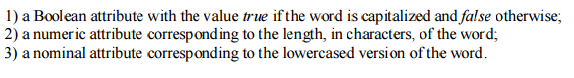 1) a Boolean attribute with the value true if the word is capitalized and false otherwise;
2) a numeric attribute corresponding to the length, in characters, of the word;
3) a nominal attribute corresponding to the lowercased version of the word.